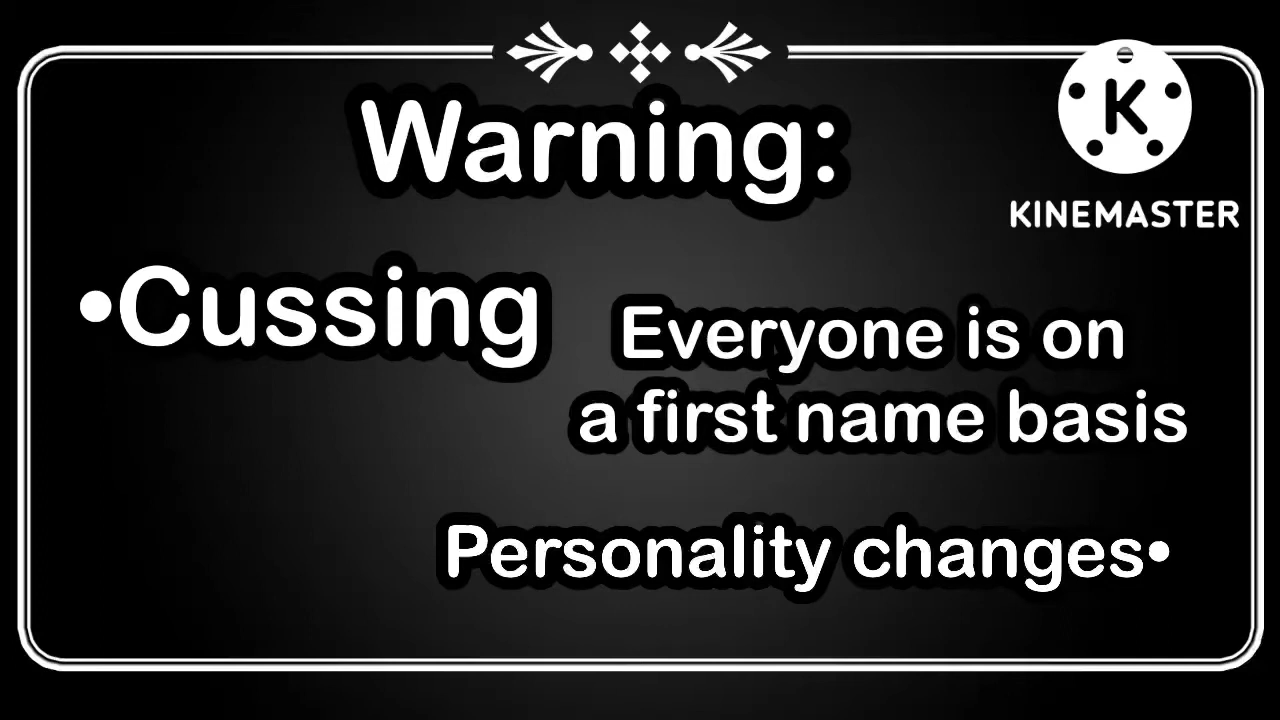 Warning:
K
KINEMASTER
•Cussing
Everyone is on
a first name basis
Personality changes•